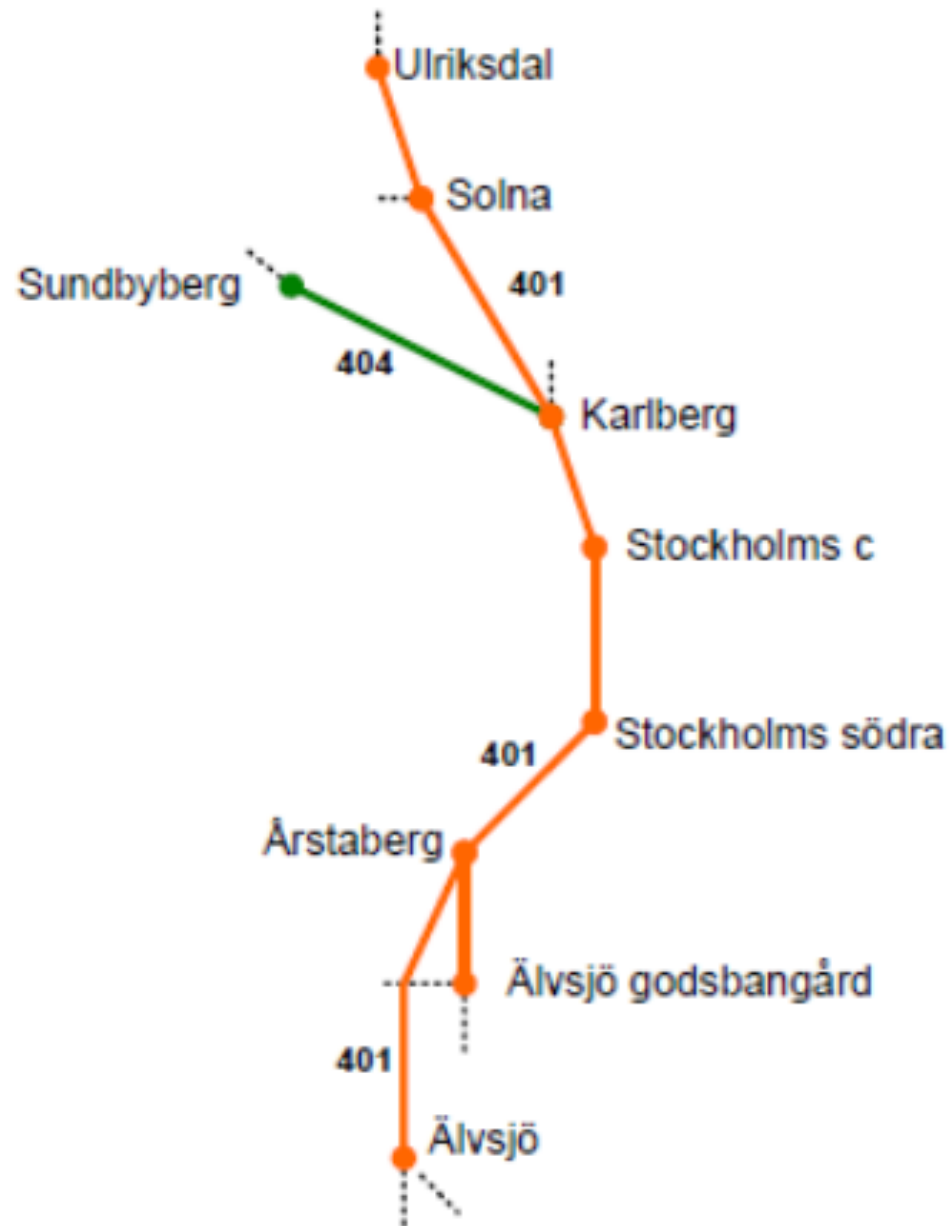 Ulriksdal
Solna
401
Sundbyberg
404
Karlberg
Stockholms c
Stockholms södra
401
Årstaberg
Älvsjö godsbangård
401
Älvsjö